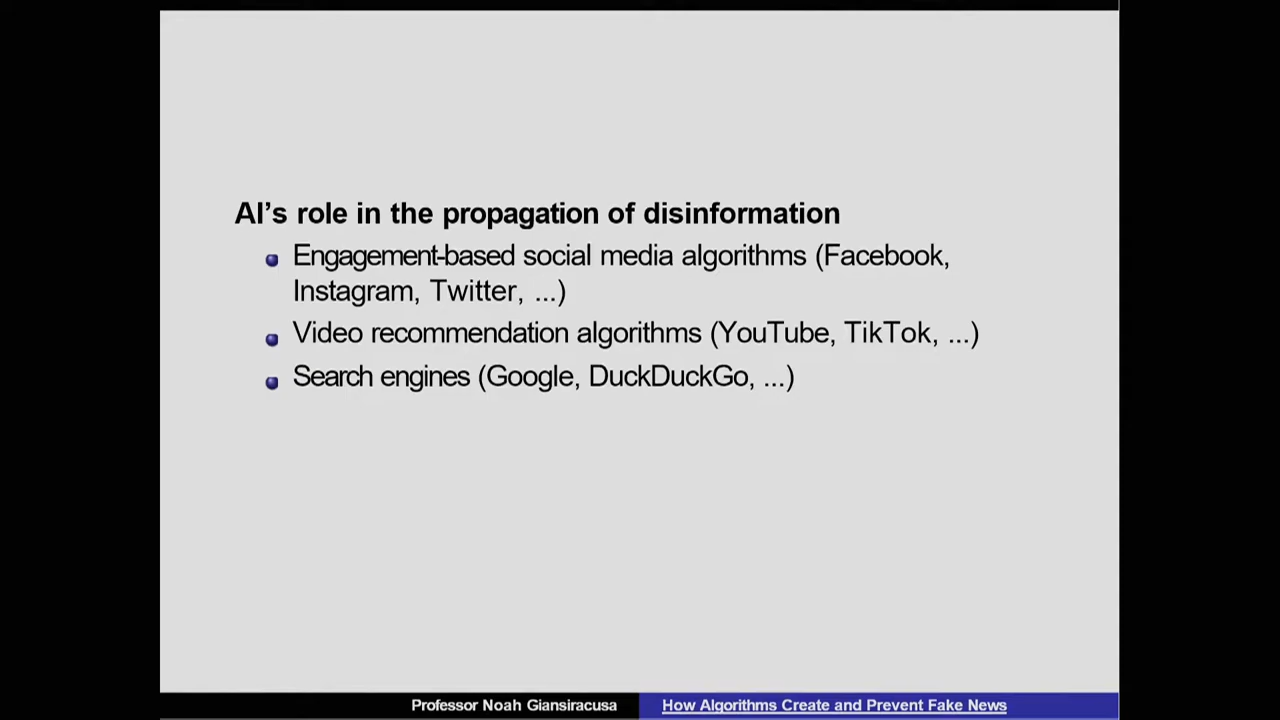 AI’s role in the propagation of disinformation
Engagement-based social media algorithms (Facebook,
Instagram, Twitter, ...)
Video recommendation algorithms (YouTube, TikTok, ...)
Search engines (Google, DuckDuckGo, ...)
Professor Noah Giansiracusa
How Algorithms Create and Prevent Fake News